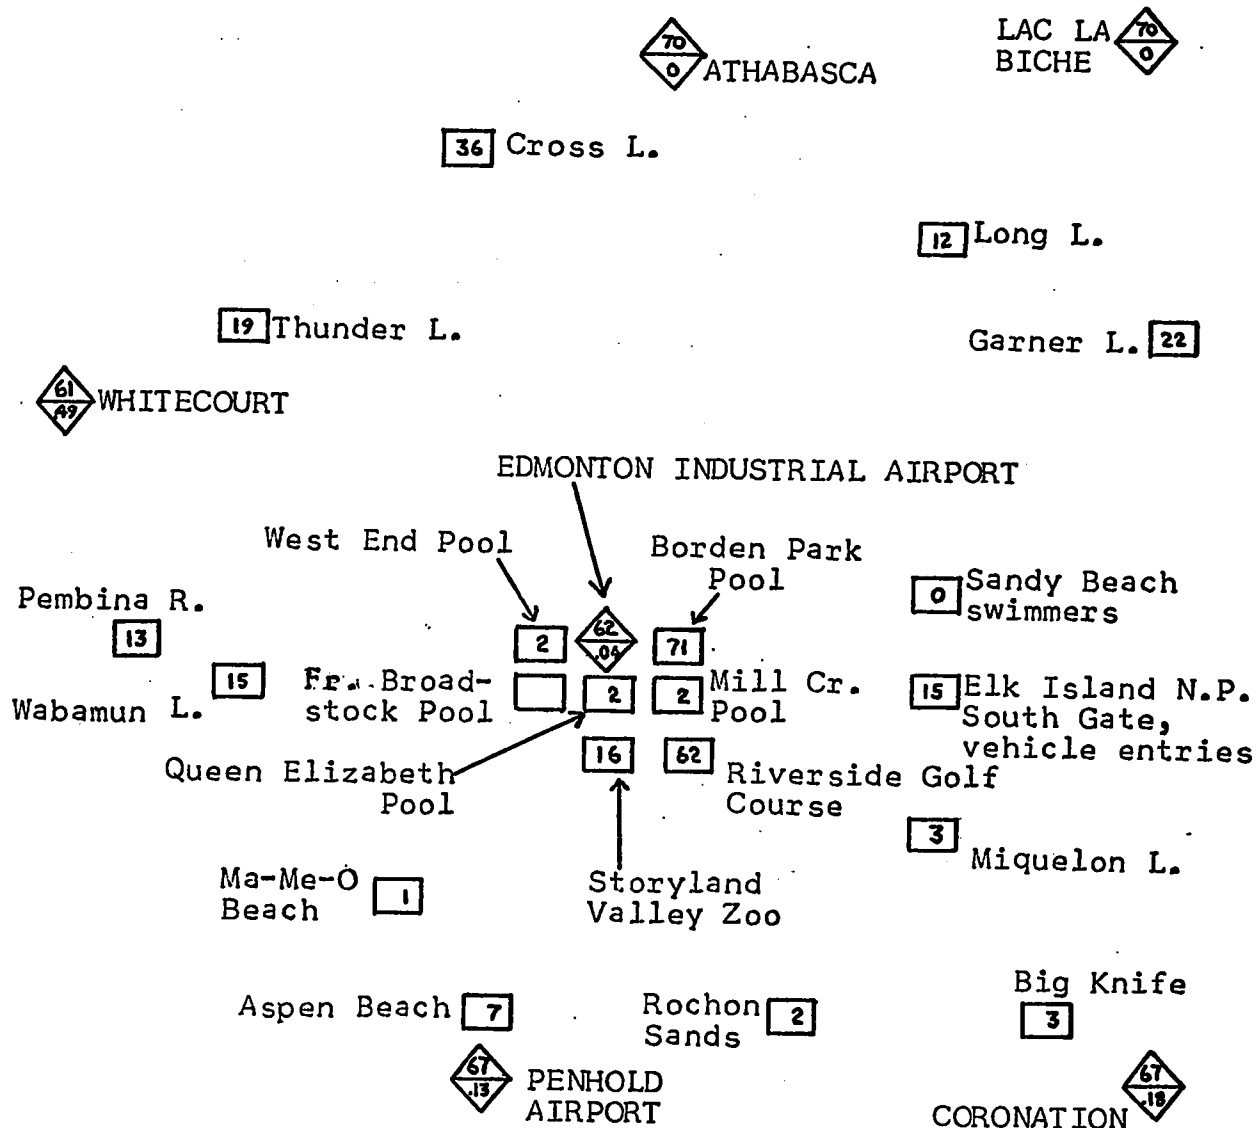 70
0
ATHABASCA
LAC LA
BICHE
70
0
36 Cross L.
12 Long L.
19 Thunder L.
Garner L. 22
61
.49
WHITECOURT
EDMONTON INDUSTRIAL AIRPORT
West End Pool
Borden Park
Pool
Pembina R.
13
2
62
.04
71
0
Sandy Beach
swimmers
Wabamun L.
15
Fr. Broad-
stock Pool
2
2
Mill Cr.
Pool
15
Elk Island N.P.
South Gate,
vehicle entries
Queen Elizabeth
Pool
16
62
Riverside Golf
Course
3
Miquelon L.
Ma-Me-O
Beach
1
Storyland
Valley Zoo
Aspen Beach 7
Rochon
Sands
2
Big Knife
3
67
.13
PENHOLD
AIRPORT
CORONATION
67
.18